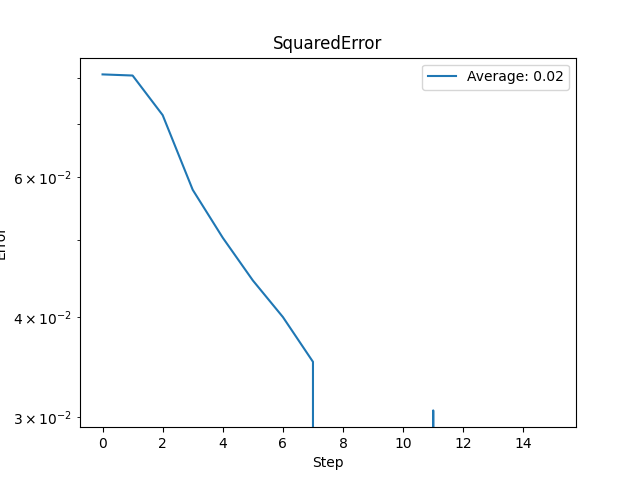 SquaredError
Average: 0.02
6 × 10⁻²
4 × 10⁻²
3 × 10⁻²
Error
0 2 4 6 8 10 12 14
Step